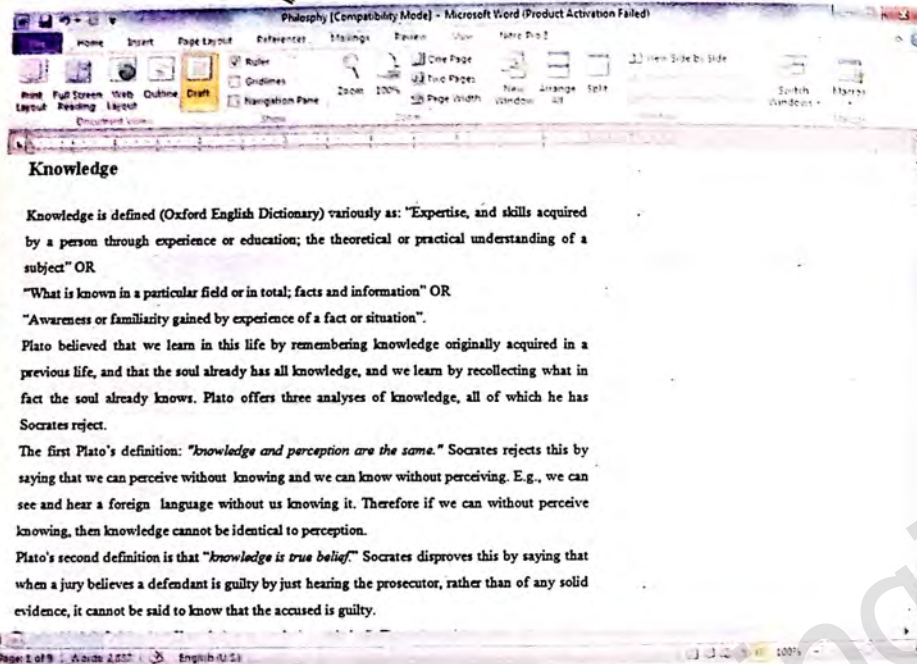 Philosphy [Compatibility Mode] - Microsoft Word (Product Activation Failed)
Home Insert Page Layout References Mailings Review View Nitro Pro
Ruler
Gridlines
Navigation Pane
Zoom 100%
One Page
Two Pages
Page Width
New Window
Arrange All
Split
View Side by Side
Switch Windows
Macros
Print Layout
Full Screen Reading
Web Layout
Outline
Draft
Document Views
Show
Zoom
Knowledge
Knowledge is defined (Oxford English Dictionary) variously as: "Expertise, and skills acquired
by a person through experience or education; the theoretical or practical understanding of a
subject" OR
"What is known in a particular field or in total; facts and information" OR
"Awareness or familiarity gained by experience of a fact or situation".
Plato believed that we learn in this life by remembering knowledge originally acquired in a
previous life, and that the soul already has all knowledge, and we learn by recollecting what in
fact the soul already knows. Plato offers three analyses of knowledge, all of which he has
Socrates reject.
The first Plato's definition: "knowledge and perception are the same." Socrates rejects this by
saying that we can perceive without knowing and we can know without perceiving. E.g., we can
see and hear a foreign language without us knowing it. Therefore if we can without perceive
knowing, then knowledge cannot be identical to perception.
Plato's second definition is that "knowledge is true belief." Socrates disproves this by saying that
when a jury believes a defendant is guilty by just hearing the prosecutor, rather than of any solid
evidence, it cannot be said to know that the accused is guilty.
Page: 1 of 9 Words: English (U.S.) 100%